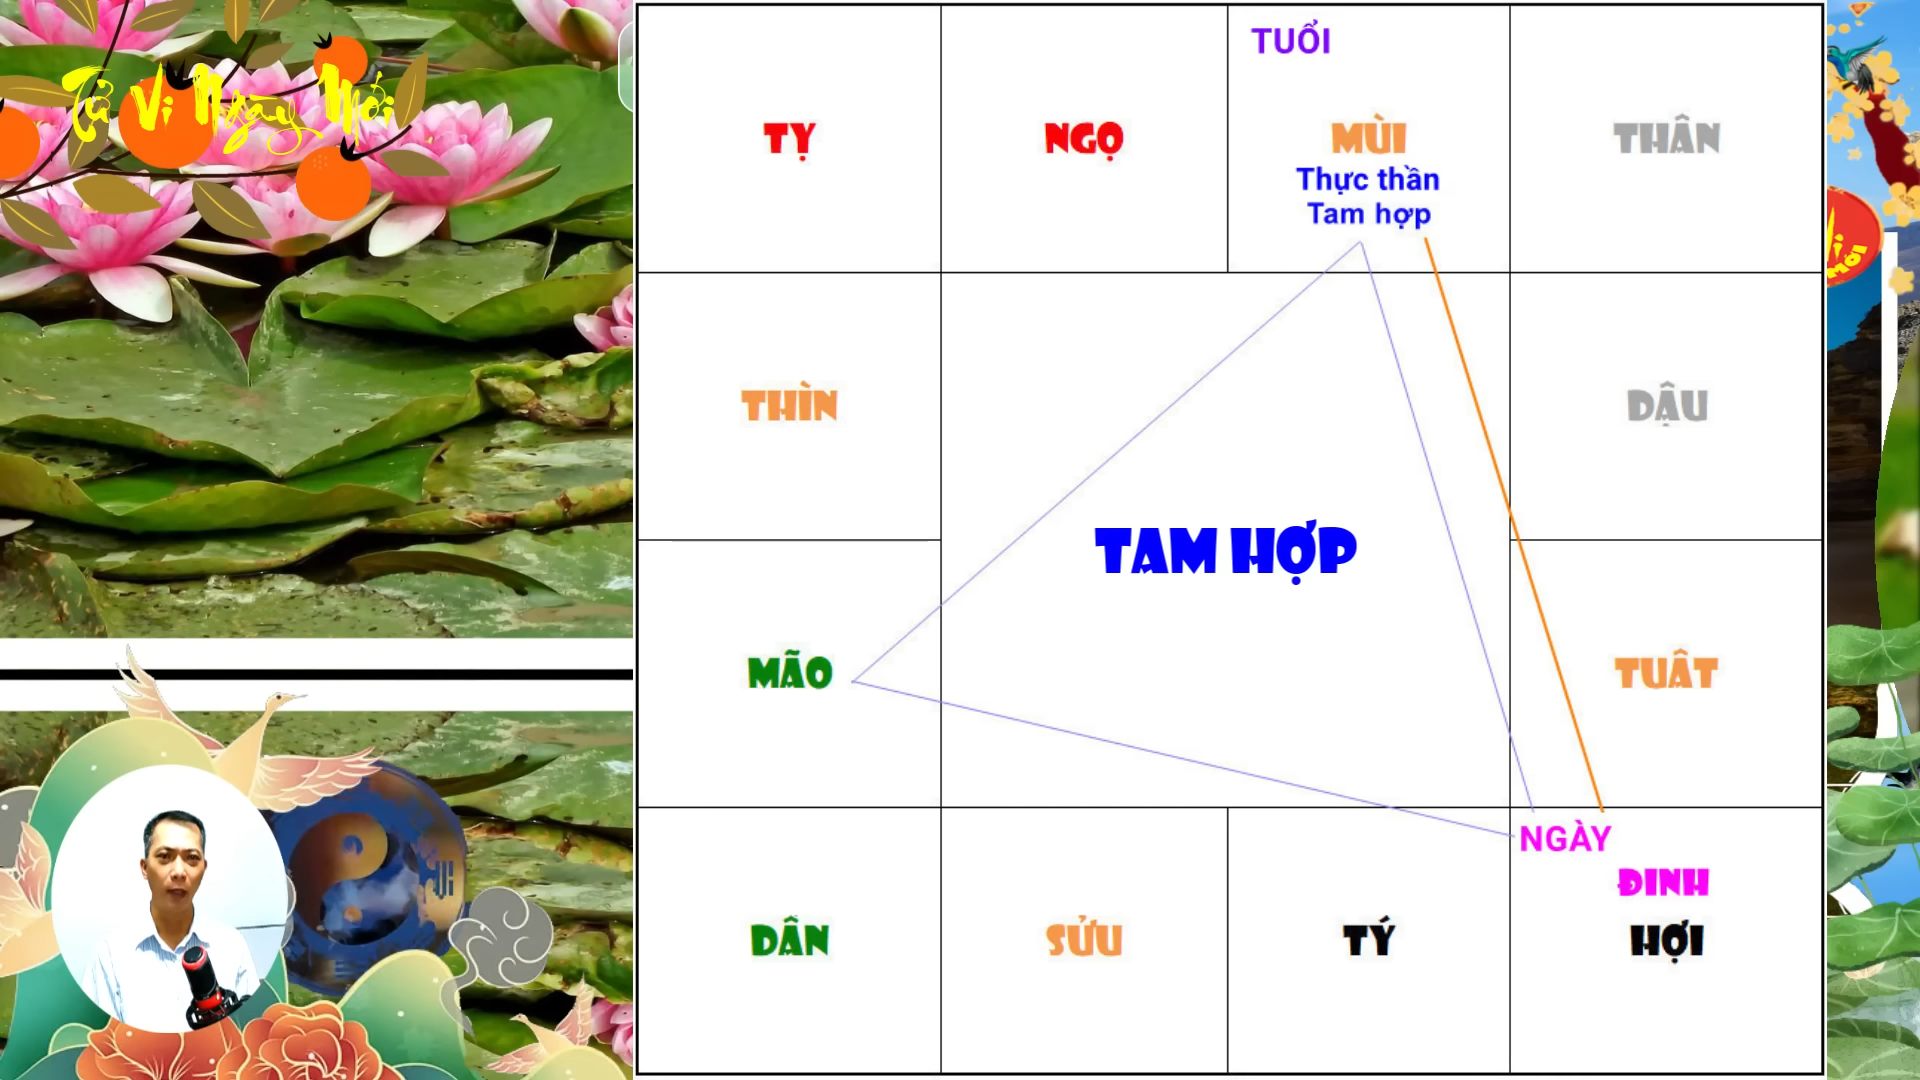 Tử Vi Ngày Mới
TUỔI
TỴ
NGỌ
MÙI
THÂN
Thực thần
Tam hợp
THÌN
DẬU
TAM HỢP
MÃO
TUẤT
NGÀY
ĐINH
DẦN
SỬU
TÝ
HỢI
Mới